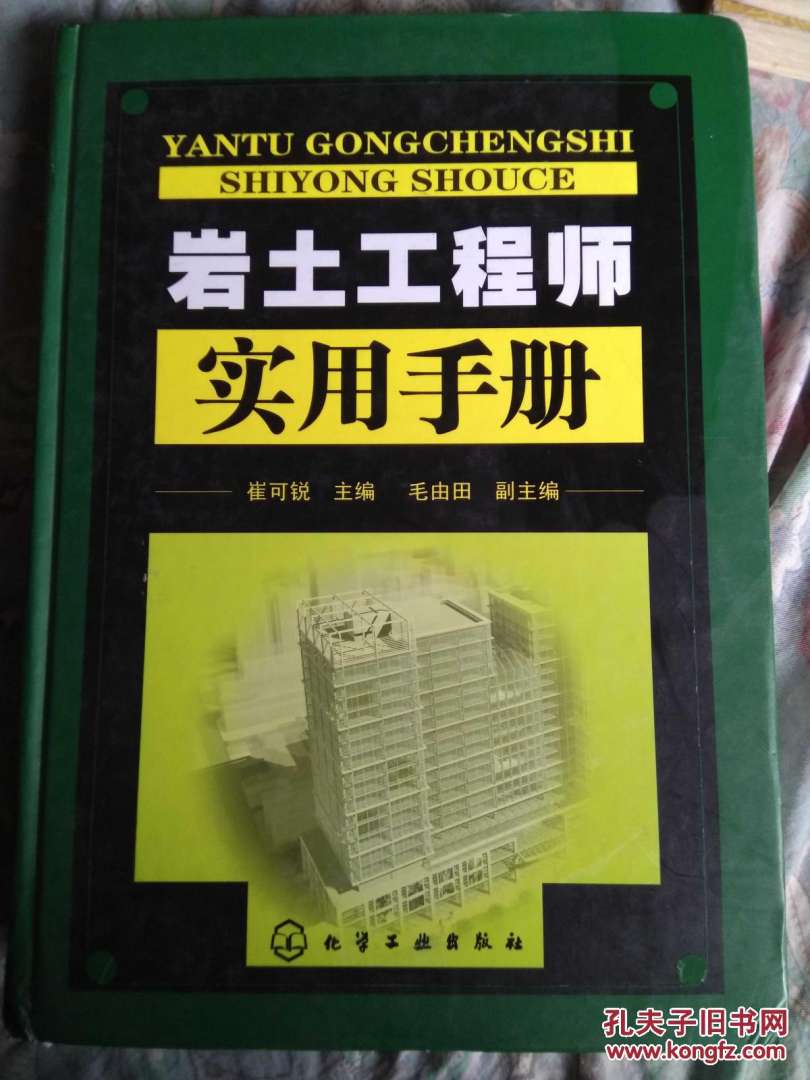 YANTU GONGCHENGSHI
SHIYONG SHOUCE
岩土工程师
实用手册
崔可锐 主编 毛由田 副主编
化学工业出版社
孔夫子旧书网
www.kongfz.com